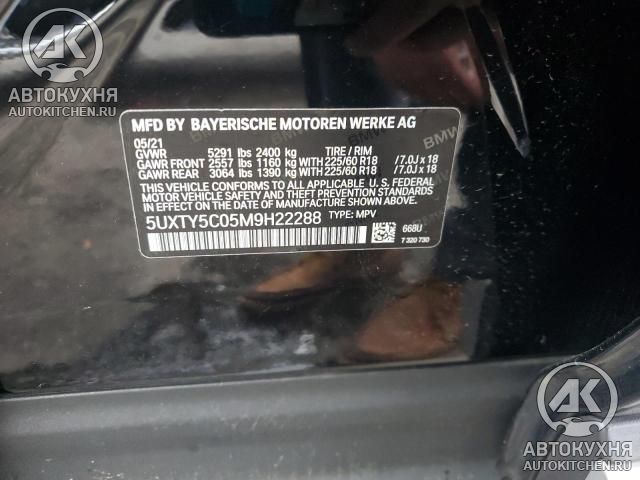 АК
АВТОКУХНЯ
AUTOKITCHEN.RU
MFD BY BAYERISCHE MOTOREN WERKE AG
05/21
GVWR 5291 lbs 2400 kg TIRE / RIM
GAWR FRONT 2557 lbs 1160 kg WITH 225/60 R18 /7.0J x 18
GAWR REAR 3064 lbs 1390 kg WITH 225/60 R18 /7.0J x 18
THIS VEHICLE CONFORMS TO ALL APPLICABLE U. S. FEDERAL
MOTOR VEHICLE SAFETY STANDARDS IN EFFECT ON THE
DATE OF MANUFACTURE SHOWN ABOVE.
5UXTY5C05M9H22288 TYPE: MPV
668U
7 320 730
BMW
АК
АВТОКУХНЯ
AUTOKITCHEN.RU